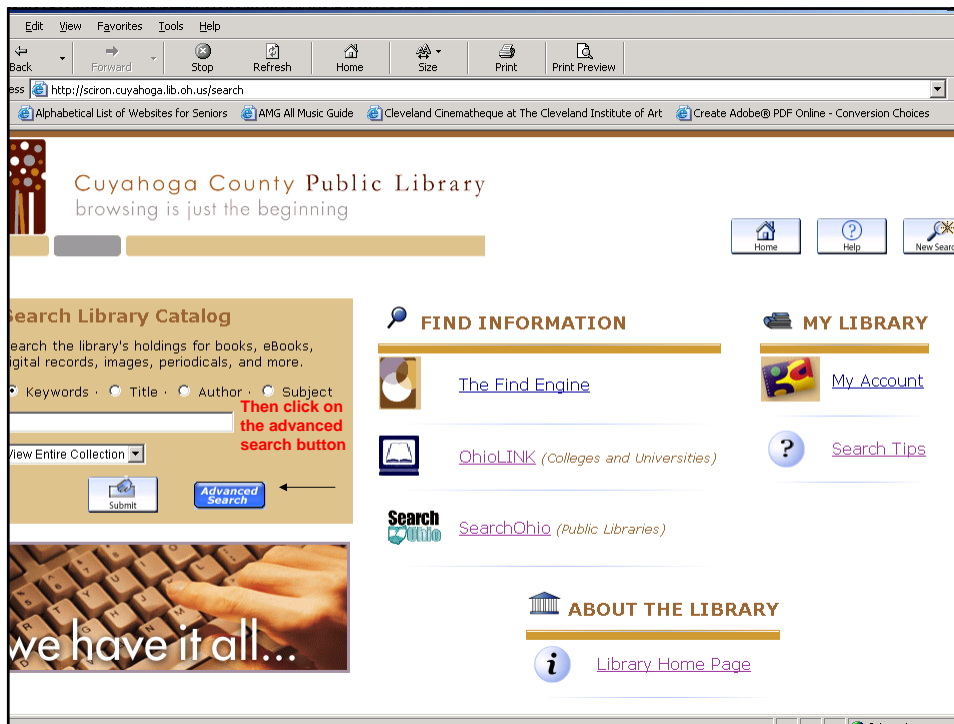 Edit View Favorites Tools Help
Back Forward Stop Refresh Home Size Print Print Preview
ess http://sciron.cuyahoga.lib.oh.us/search
Alphabetical List of Websites for Seniors AMG All Music Guide Cleveland Cinematheque at The Cleveland Institute of Art Create Adobe® PDF Online - Conversion Choices
Cuyahoga County Public Library
browsing is just the beginning
Home Help New Searc
Search Library Catalog
earch the library's holdings for books, eBooks,
igital records, images, periodicals, and more.
Keywords · Title · Author · Subject
Then click on
the advanced
search button
View Entire Collection
Submit
Advanced
Search
we have it all...
FIND INFORMATION
The Find Engine
OhioLINK (Colleges and Universities)
Search
Ohio
SearchOhio (Public Libraries)
MY LIBRARY
My Account
? Search Tips
ABOUT THE LIBRARY
i Library Home Page